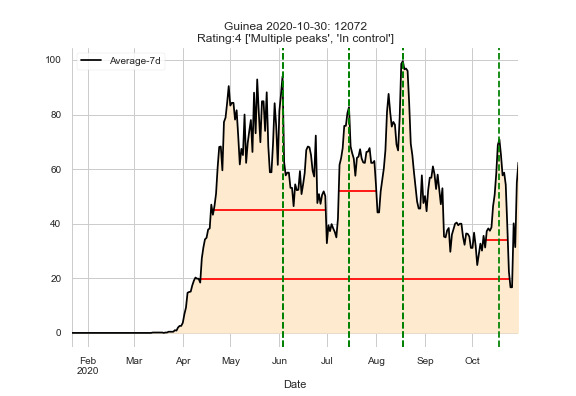 Guinea 2020-10-30: 12072
Rating:4 ['Multiple peaks', 'In control']
Average-7d
100
80
60
40
20
0
Feb Mar Apr May Jun Jul Aug Sep Oct
2020
Date